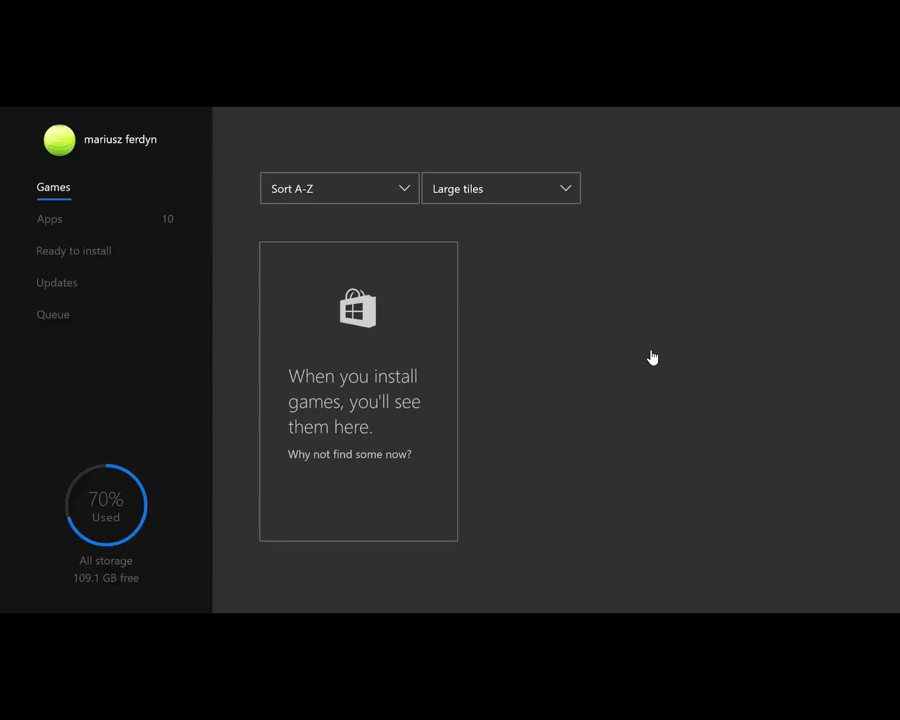 mariusz ferdyn
Games
Apps 10
Ready to install
Updates
Queue
70%
Used
All storage
109.1 GB free
Sort A-Z
Large tiles
When you install
games, you'll see
them here.
Why not find some now?